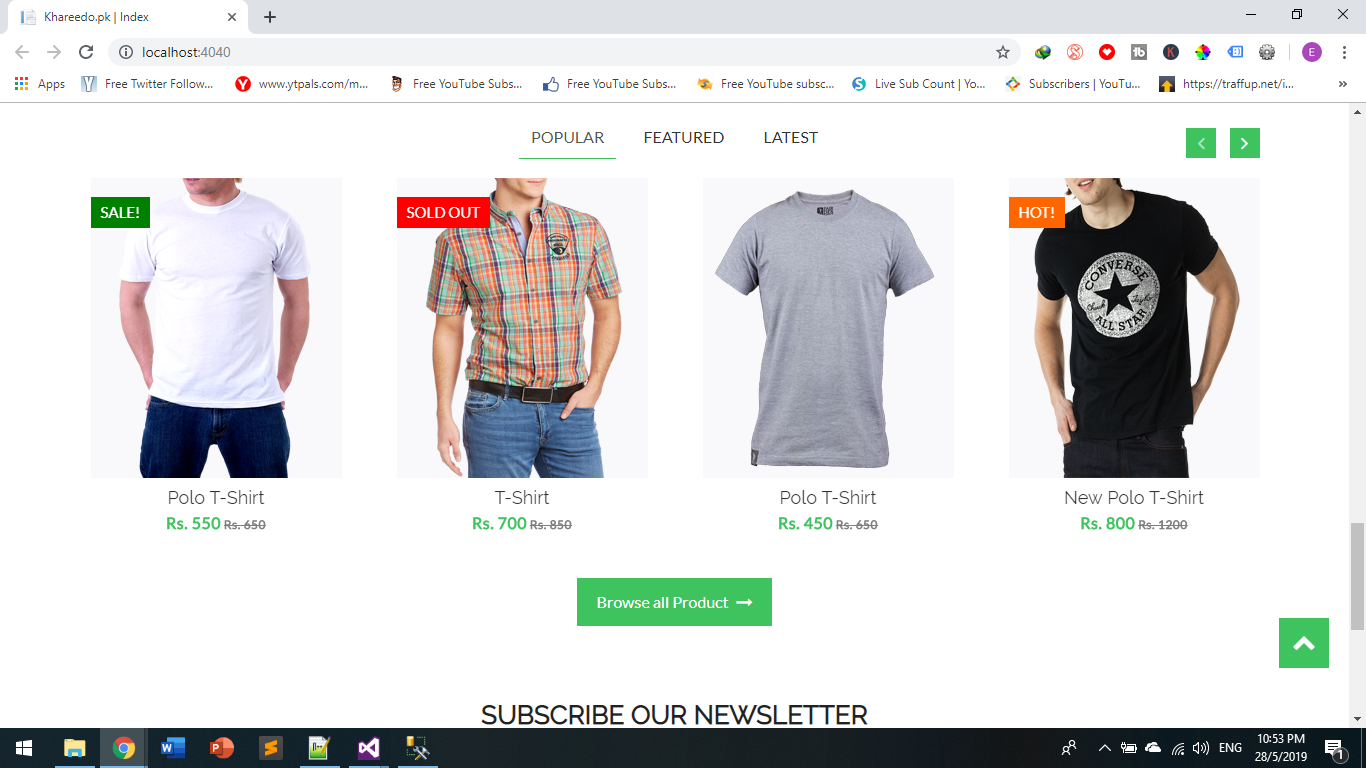 Khareedo.pk | Index
localhost:4040
E
Apps
Free Twitter Follow...
www.ytpals.com/m...
Free YouTube Subs...
Free YouTube Subs...
Free YouTube subsc...
Live Sub Count | Yo...
Subscribers | YouTu...
https://traffup.net/i...
»
POPULAR
FEATURED
LATEST
SALE!
SOLD OUT
HOT!
CONVERSE
ALL STAR
Polo T-Shirt
T-Shirt
Polo T-Shirt
New Polo T-Shirt
Rs. 550 Rs. 650
Rs. 700 Rs. 850
Rs. 450 Rs. 650
Rs. 800 Rs. 1200
Browse all Product
SUBSCRIBE OUR NEWSLETTER
ENG
10:53 PM
28/5/2019
1